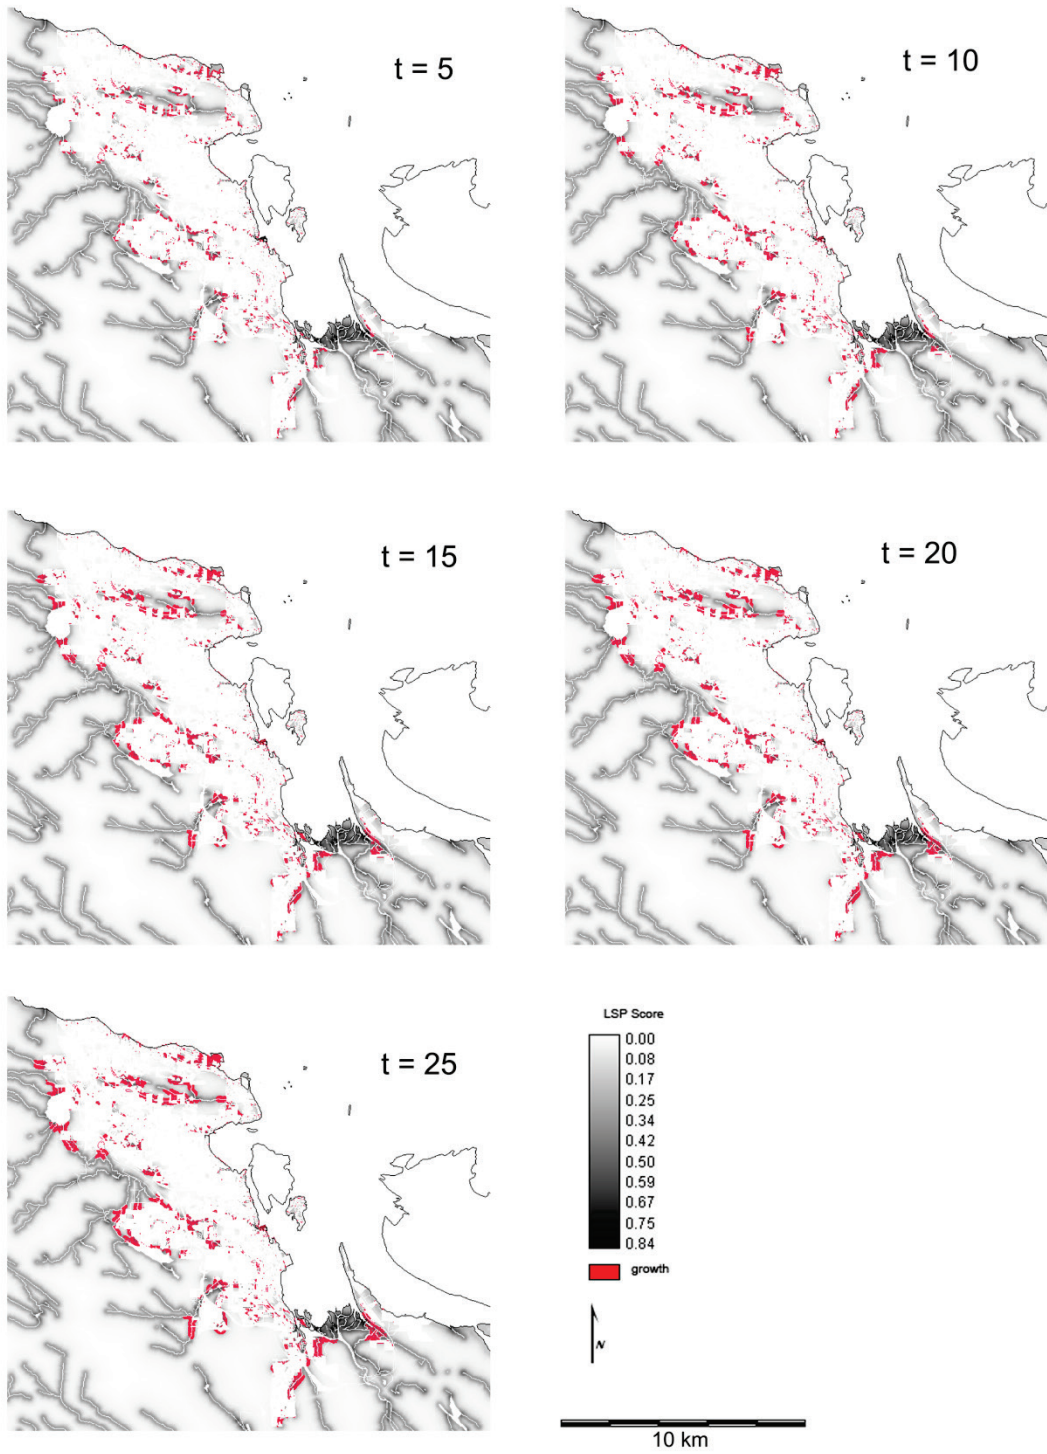 t = 5
t = 10
t = 15
t = 20
t = 25
LSP Score
0.00
0.08
0.17
0.25
0.34
0.42
0.50
0.59
0.67
0.75
0.84
growth
N
10 km